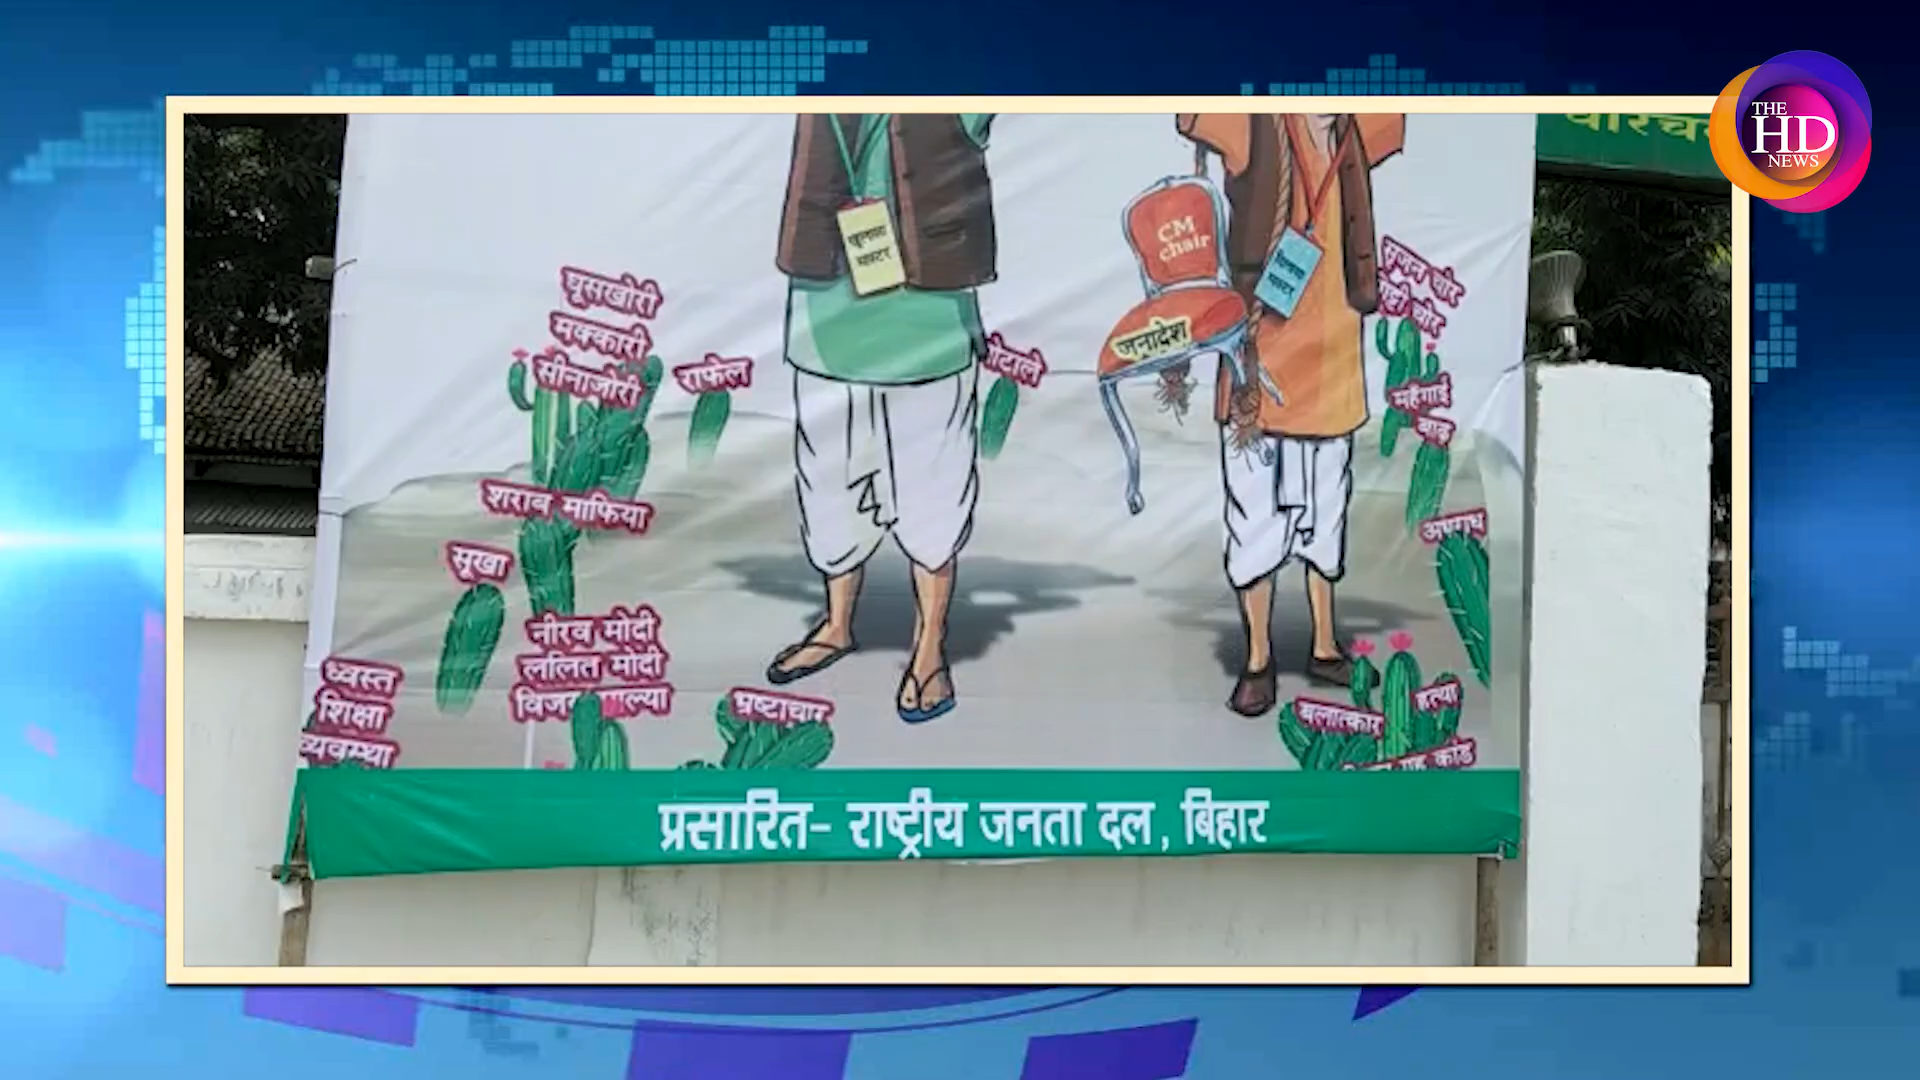 THE
HD
NEWS
CM
chair
जनादेश
घूसखोरी
मक्कारी
सीनाजोरी
राफेल
सृजन चोर
चोर
महँगाई
बाढ़
शराब माफिया
अपराध
सूखा
नीरव मोदी
ललित मोदी
ध्वस्त
शिक्षा
व्यवस्था
भ्रष्टाचार
बलात्कार
हत्या
कांड
प्रसारित- राष्ट्रीय जनता दल, बिहार